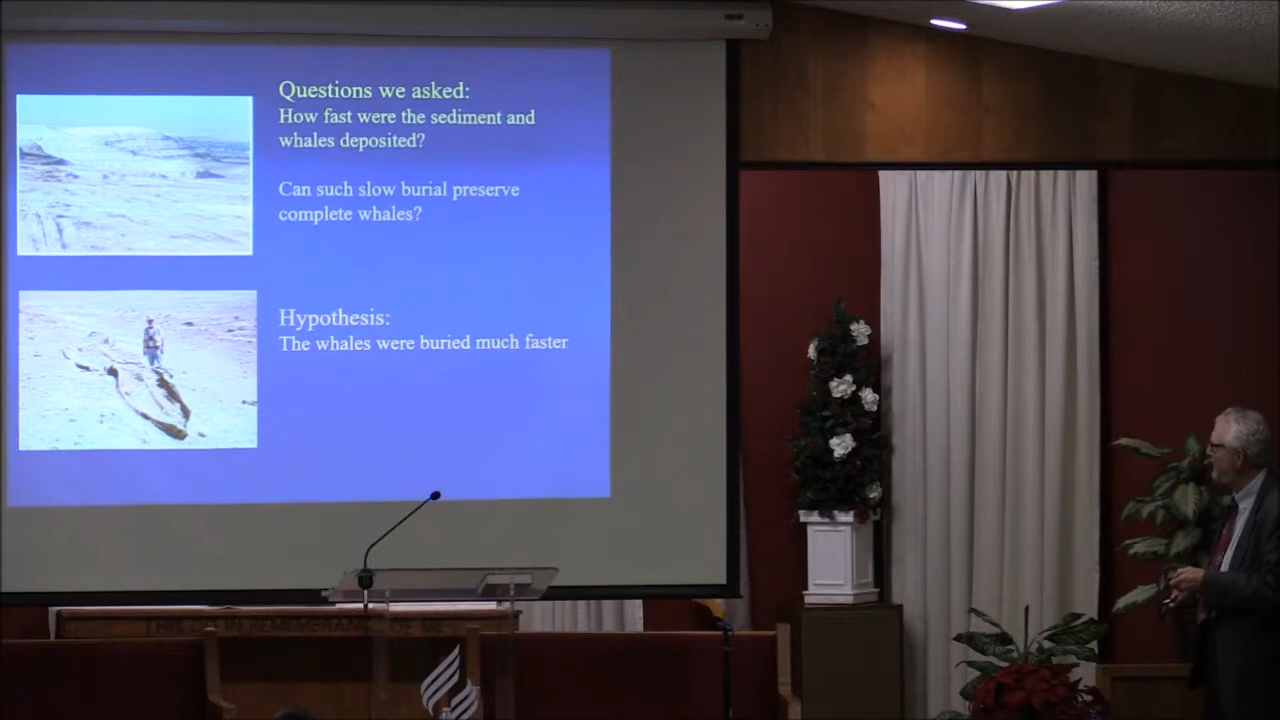 Questions we asked:
How fast were the sediment and
whales deposited?
Can such slow burial preserve
complete whales?
Hypothesis:
The whales were buried much faster